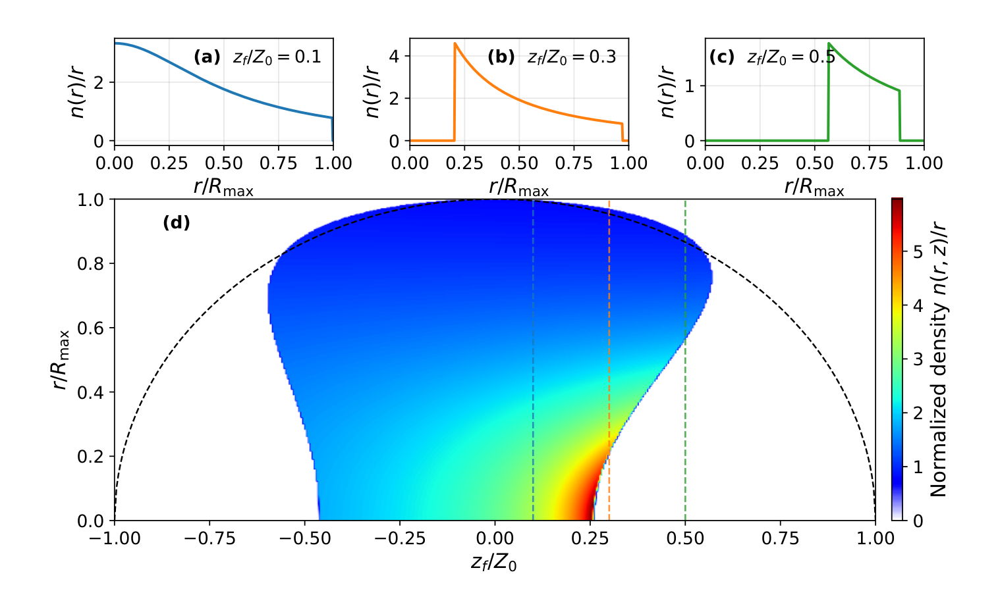 (a) z_f/Z_0 = 0.1
n(r)/r
2
0
0.00 0.25 0.50 0.75 1.00
r/R_max
(b) z_f/Z_0 = 0.3
n(r)/r
4
2
0
0.00 0.25 0.50 0.75 1.00
r/R_max
(c) z_f/Z_0 = 0.5
n(r)/r
1
0
0.00 0.25 0.50 0.75 1.00
r/R_max
(d)
r/R_max
1.0
0.8
0.6
0.4
0.2
0.0
−1.00 −0.75 −0.50 −0.25 0.00 0.25 0.50 0.75 1.00
z_f/Z_0
5
4
3
2
1
0
Normalized density n(r, z)/r